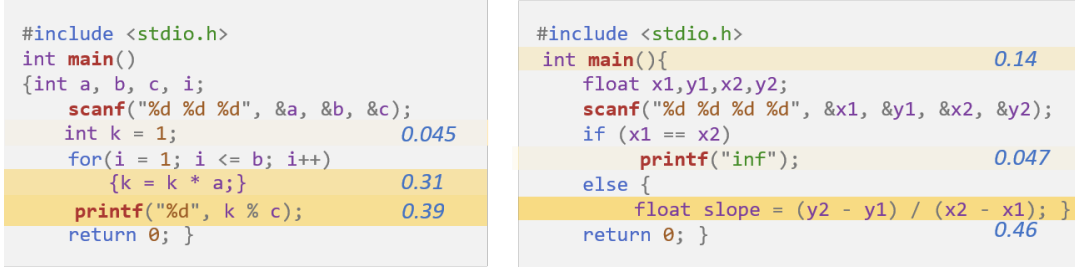 #include <stdio.h>
int main()
{int a, b, c, i;
scanf("%d %d %d", &a, &b, &c);
int k = 1; 0.045
for(i = 1; i <= b; i++)
{k = k * a;} 0.31
printf("%d", k % c); 0.39
return 0; }
#include <stdio.h>
int main(){ 0.14
float x1,y1,x2,y2;
scanf("%d %d %d %d", &x1, &y1, &x2, &y2);
if (x1 == x2)
printf("inf"); 0.047
else {
float slope = (y2 - y1) / (x2 - x1); }
return 0; } 0.46